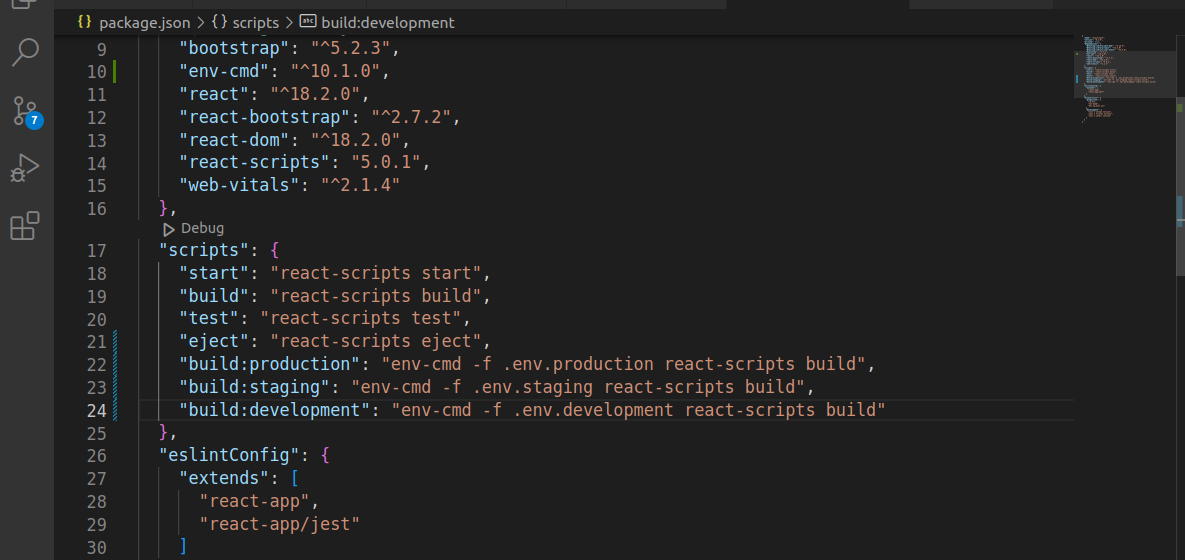 {} package.json > {} scripts > abc build:development
9 "bootstrap": "^5.2.3",
10 "env-cmd": "^10.1.0",
11 "react": "^18.2.0",
12 "react-bootstrap": "^2.7.2",
13 "react-dom": "^18.2.0",
14 "react-scripts": "5.0.1",
15 "web-vitals": "^2.1.4"
16 },
Debug
17 "scripts": {
18 "start": "react-scripts start",
19 "build": "react-scripts build",
20 "test": "react-scripts test",
21 "eject": "react-scripts eject",
22 "build:production": "env-cmd -f .env.production react-scripts build",
7
23 "build:staging": "env-cmd -f .env.staging react-scripts build",
24 "build:development": "env-cmd -f .env.development react-scripts build"
25 },
26 "eslintConfig": {
27 "extends": [
28 "react-app",
29 "react-app/jest"
30 ]